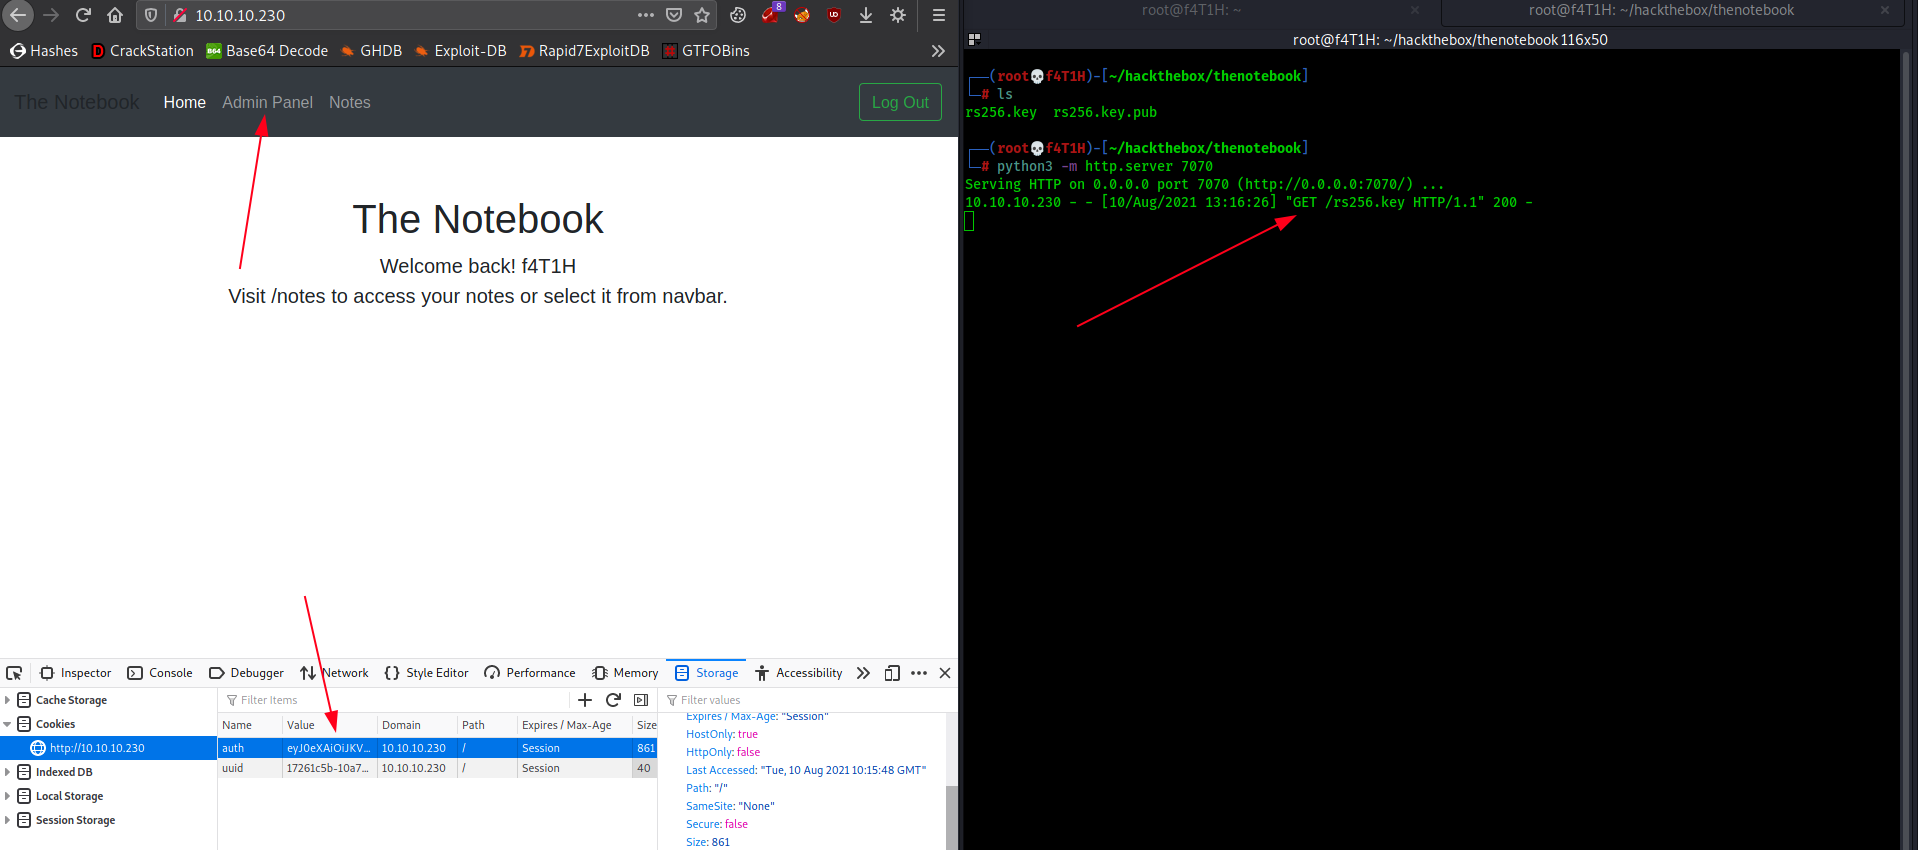 10.10.10.230
8
Hashes CrackStation Base64 Decode GHDB Exploit-DB Rapid7ExploitDB GTFOBins
The Notebook Home Admin Panel Notes Log Out
The Notebook
Welcome back! f4T1H
Visit /notes to access your notes or select it from navbar.
Inspector Console Debugger Network Style Editor Performance Memory Storage Accessibility
Cache Storage
Cookies
http://10.10.10.230
Indexed DB
Local Storage
Session Storage
Filter Items
Name Value Domain Path Expires / Max-Age Size
auth eyJ0eXAiOiJKV... 10.10.10.230 / Session 861
uuid 17261c5b-10a7... 10.10.10.230 / Session 40
Filter values
Expires / Max-Age: "Session"
HostOnly: true
HttpOnly: false
Last Accessed: "Tue, 10 Aug 2021 10:15:48 GMT"
Path: "/"
SameSite: "None"
Secure: false
Size: 861
root@f4T1H: ~
root@f4T1H: ~/hackthebox/thenotebook
root@f4T1H: ~/hackthebox/thenotebook 116x50
┌──(root💀f4T1H)-[~/hackthebox/thenotebook]
└─# ls
rs256.key  rs256.key.pub
┌──(root💀f4T1H)-[~/hackthebox/thenotebook]
└─# python3 -m http.server 7070
Serving HTTP on 0.0.0.0 port 7070 (http://0.0.0.0:7070/) ...
10.10.10.230 - - [10/Aug/2021 13:16:26] "GET /rs256.key HTTP/1.1" 200 -